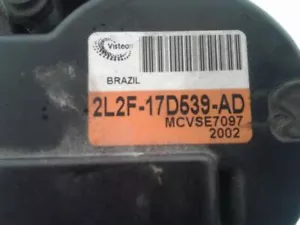 Visteon
BRAZIL
2L2F-17D539-AD
MCVSE7097
2002